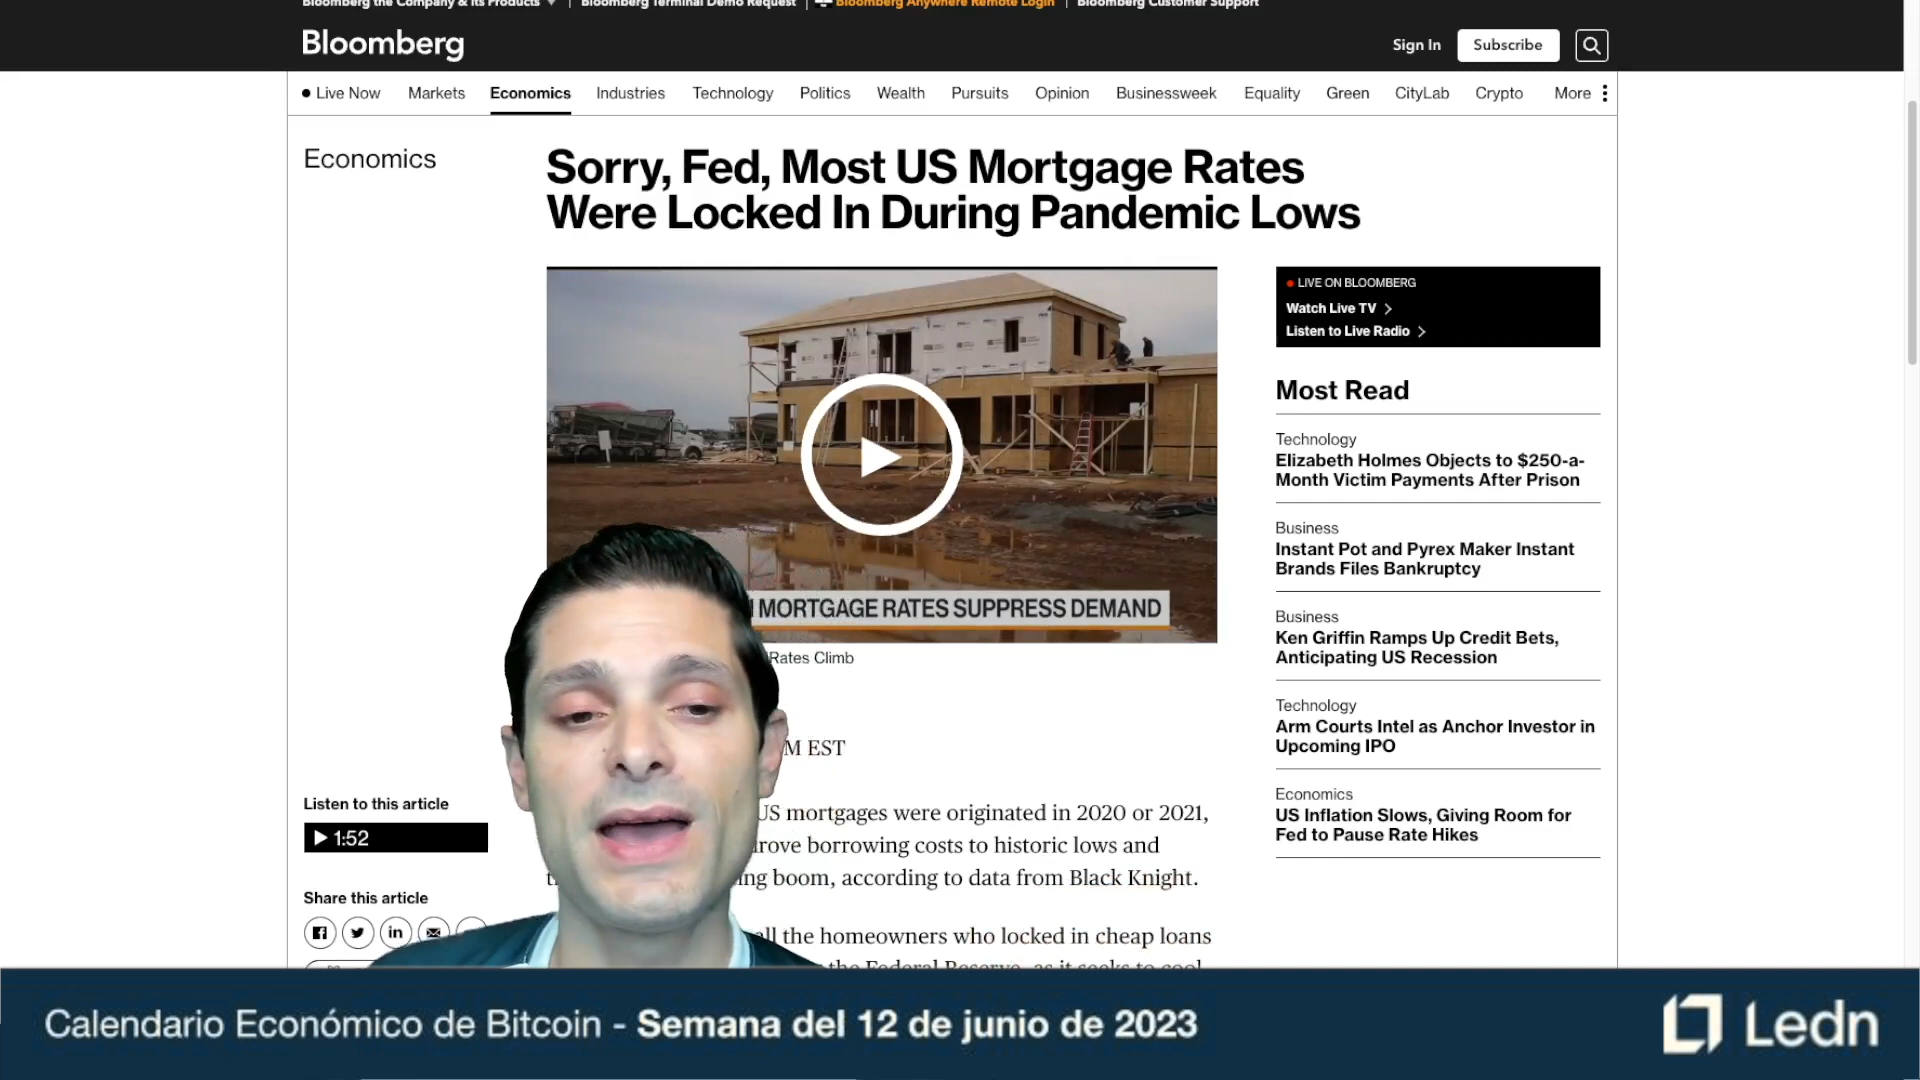 Bloomberg the Company & Its Products
Bloomberg Terminal Demo Request
Bloomberg Anywhere Remote Login
Bloomberg Customer Support
Bloomberg
Sign In
Subscribe
Live Now
Markets
Economics
Industries
Technology
Politics
Wealth
Pursuits
Opinion
Businessweek
Equality
Green
CityLab
Crypto
More
Economics
Sorry, Fed, Most US Mortgage Rates
Were Locked In During Pandemic Lows
MORTGAGE RATES SUPPRESS DEMAND
Rates Climb
LIVE ON BLOOMBERG
Watch Live TV
Listen to Live Radio
Most Read
Technology
Elizabeth Holmes Objects to $250-a-
Month Victim Payments After Prison
Business
Instant Pot and Pyrex Maker Instant
Brands Files Bankruptcy
Business
Ken Griffin Ramps Up Credit Bets,
Anticipating US Recession
Technology
Arm Courts Intel as Anchor Investor in
Upcoming IPO
Economics
US Inflation Slows, Giving Room for
Fed to Pause Rate Hikes
Listen to this article
1:52
Share this article
M EST
US mortgages were originated in 2020 or 2021,
borrowing costs to historic lows and
boom, according to data from Black Knight.
all the homeowners who locked in cheap loans
the Federal Reserve, as it seeks to cool
Calendario Económico de Bitcoin - Semana del 12 de junio de 2023
Ledn